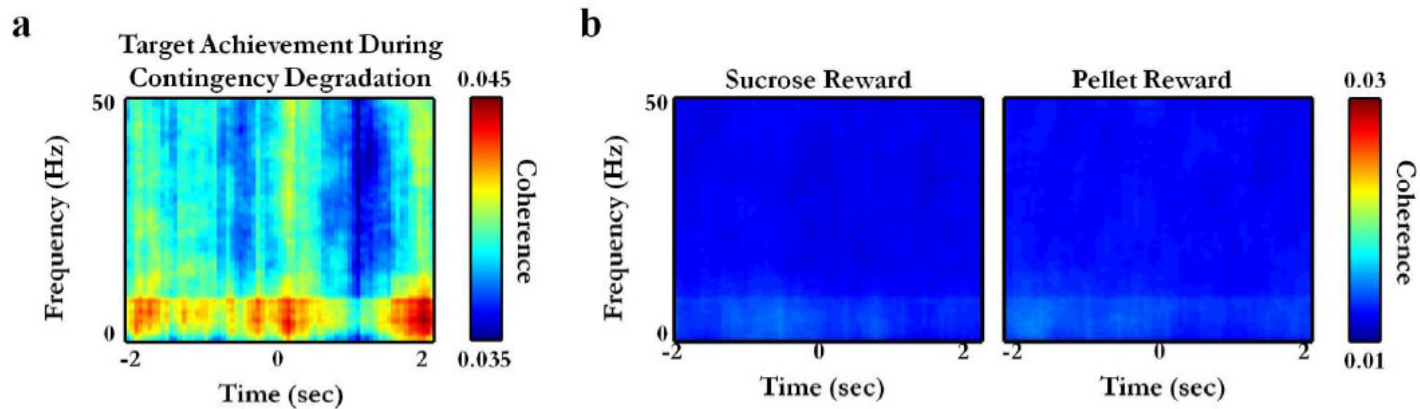 a
Target Achievement During
Contingency Degradation
0.045
50
Frequency (Hz)
0
-2
0
2
Time (sec)
0.035
Coherence
b
Sucrose Reward
50
Frequency (Hz)
0
-2
0
2
Time (sec)
Pellet Reward
-2
0
2
Time (sec)
0.03
0.01
Coherence